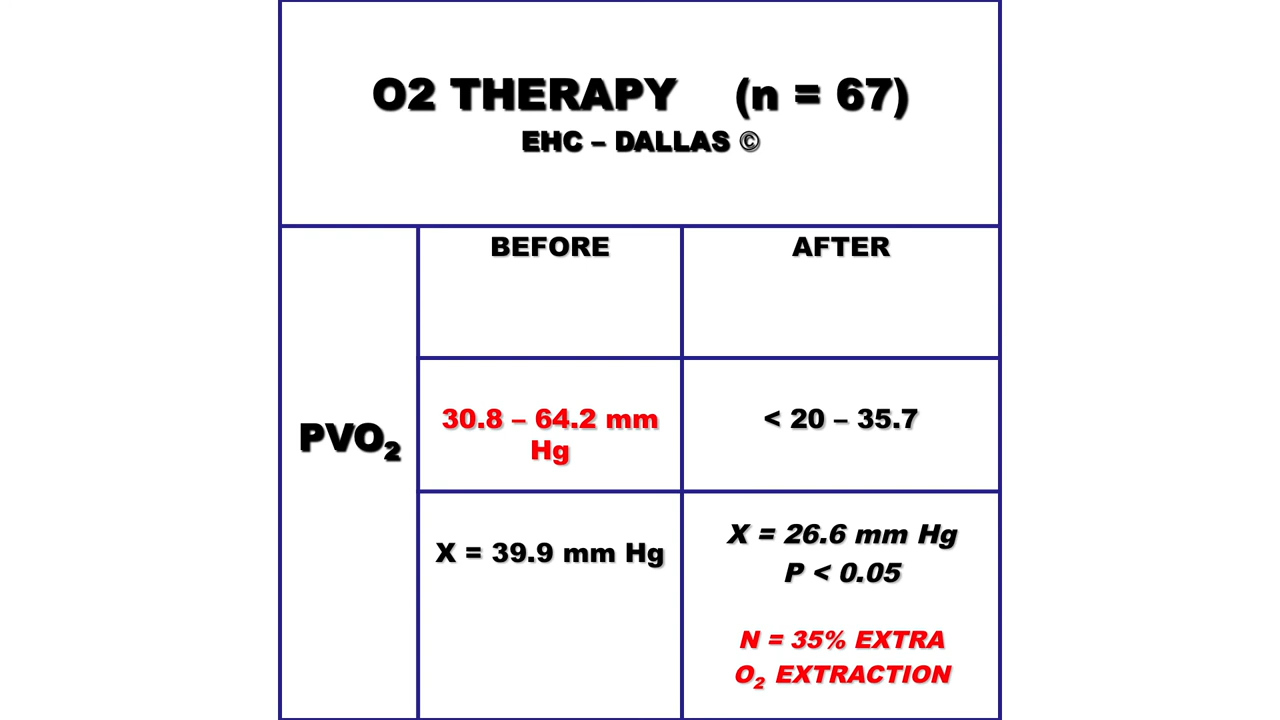 O2 THERAPY (n = 67)
EHC – DALLAS ©
BEFORE
AFTER
PVO₂
30.8 – 64.2 mm
Hg
< 20 – 35.7
X = 39.9 mm Hg
X = 26.6 mm Hg
P < 0.05
N = 35% EXTRA
O₂ EXTRACTION